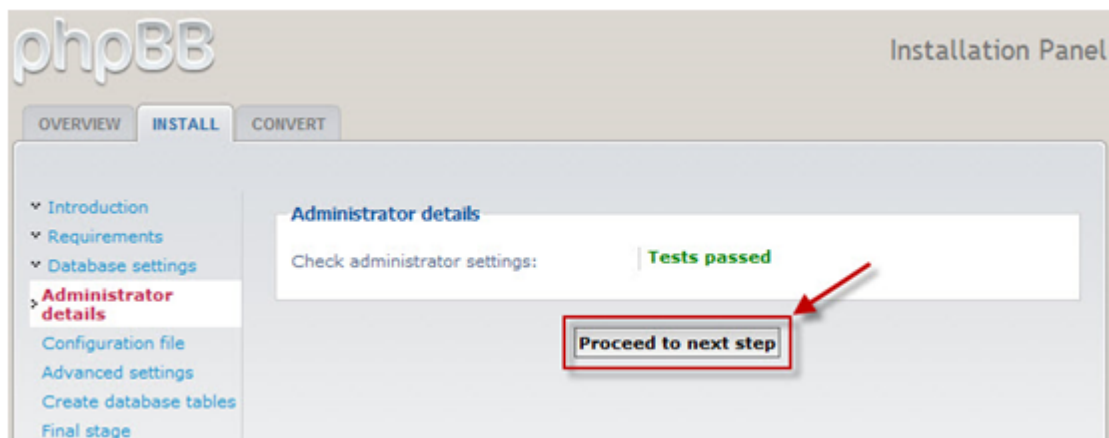 phpBB
Installation Panel
OVERVIEW INSTALL CONVERT
Introduction
Requirements
Database settings
Administrator
details
Configuration file
Advanced settings
Create database tables
Final stage
Administrator details
Check administrator settings: Tests passed
Proceed to next step